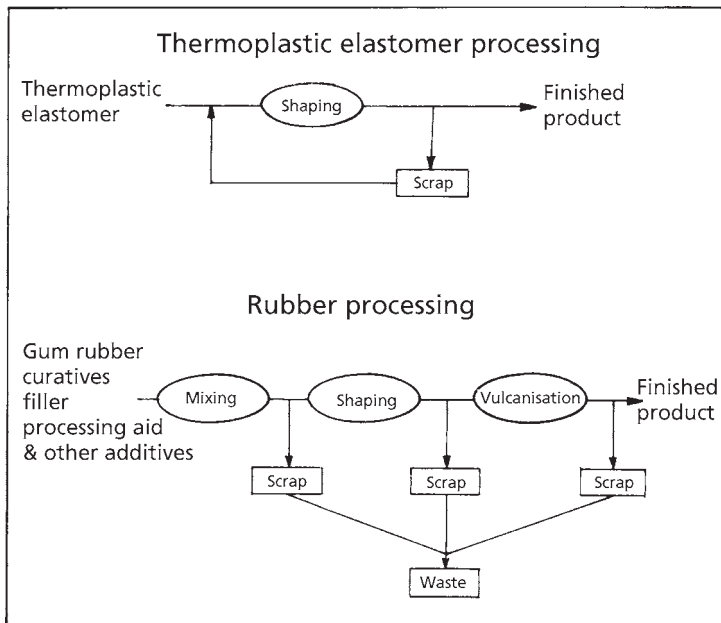 Thermoplastic elastomer processing
Thermoplastic
elastomer
Shaping
Finished
product
Scrap
Rubber processing
Gum rubber
curatives
filler
processing aid
& other additives
Mixing
Shaping
Vulcanisation
Finished
product
Scrap
Scrap
Scrap
Waste